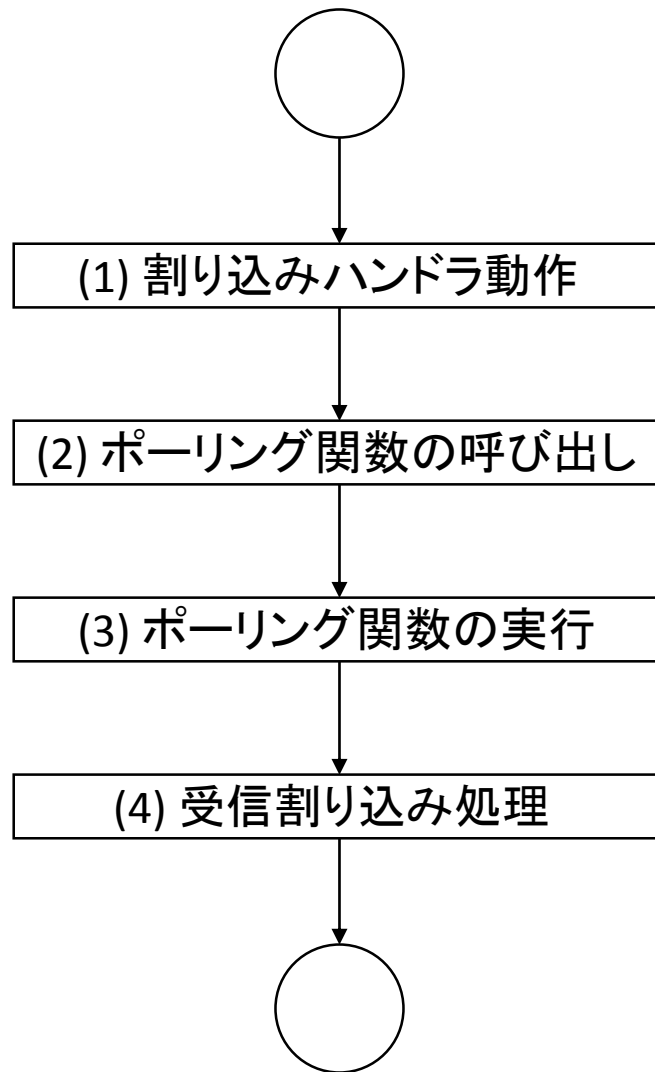 (1) 割り込みハンドラ動作
(2) ポーリング関数の呼び出し
(3) ポーリング関数の実行
(4) 受信割り込み処理